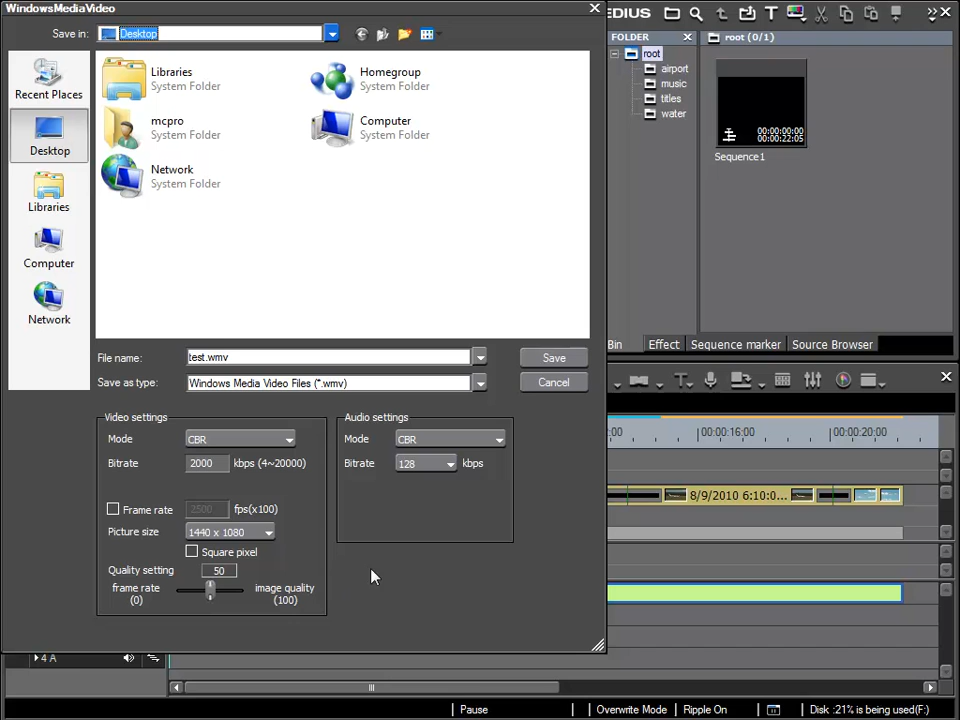 WindowsMediaVideo
Save in: Desktop
Recent Places
Desktop
Libraries
Computer
Network
Libraries
System Folder
Homegroup
System Folder
mcpro
System Folder
Computer
System Folder
Network
System Folder
File name: test.wmv
Save
Save as type: Windows Media Video Files (*.wmv)
Cancel
Video settings
Mode CBR
Bitrate 2000 kbps (4~20000)
Frame rate 2500 fps(x100)
Picture size 1440 x 1080
Square pixel
Quality setting 50
frame rate
(0)
image quality
(100)
Audio settings
Mode CBR
Bitrate 128 kbps
EDIUS
FOLDER
root
airport
music
titles
water
root (0/1)
00:00:00:00
00:00:22:05
Sequence1
Bin Effect Sequence marker Source Browser
:00 00:00:16:00 00:00:20:00
8/9/2010 6:10:0...
4 A
Pause Overwrite Mode Ripple On Disk :21% is being used(F:)